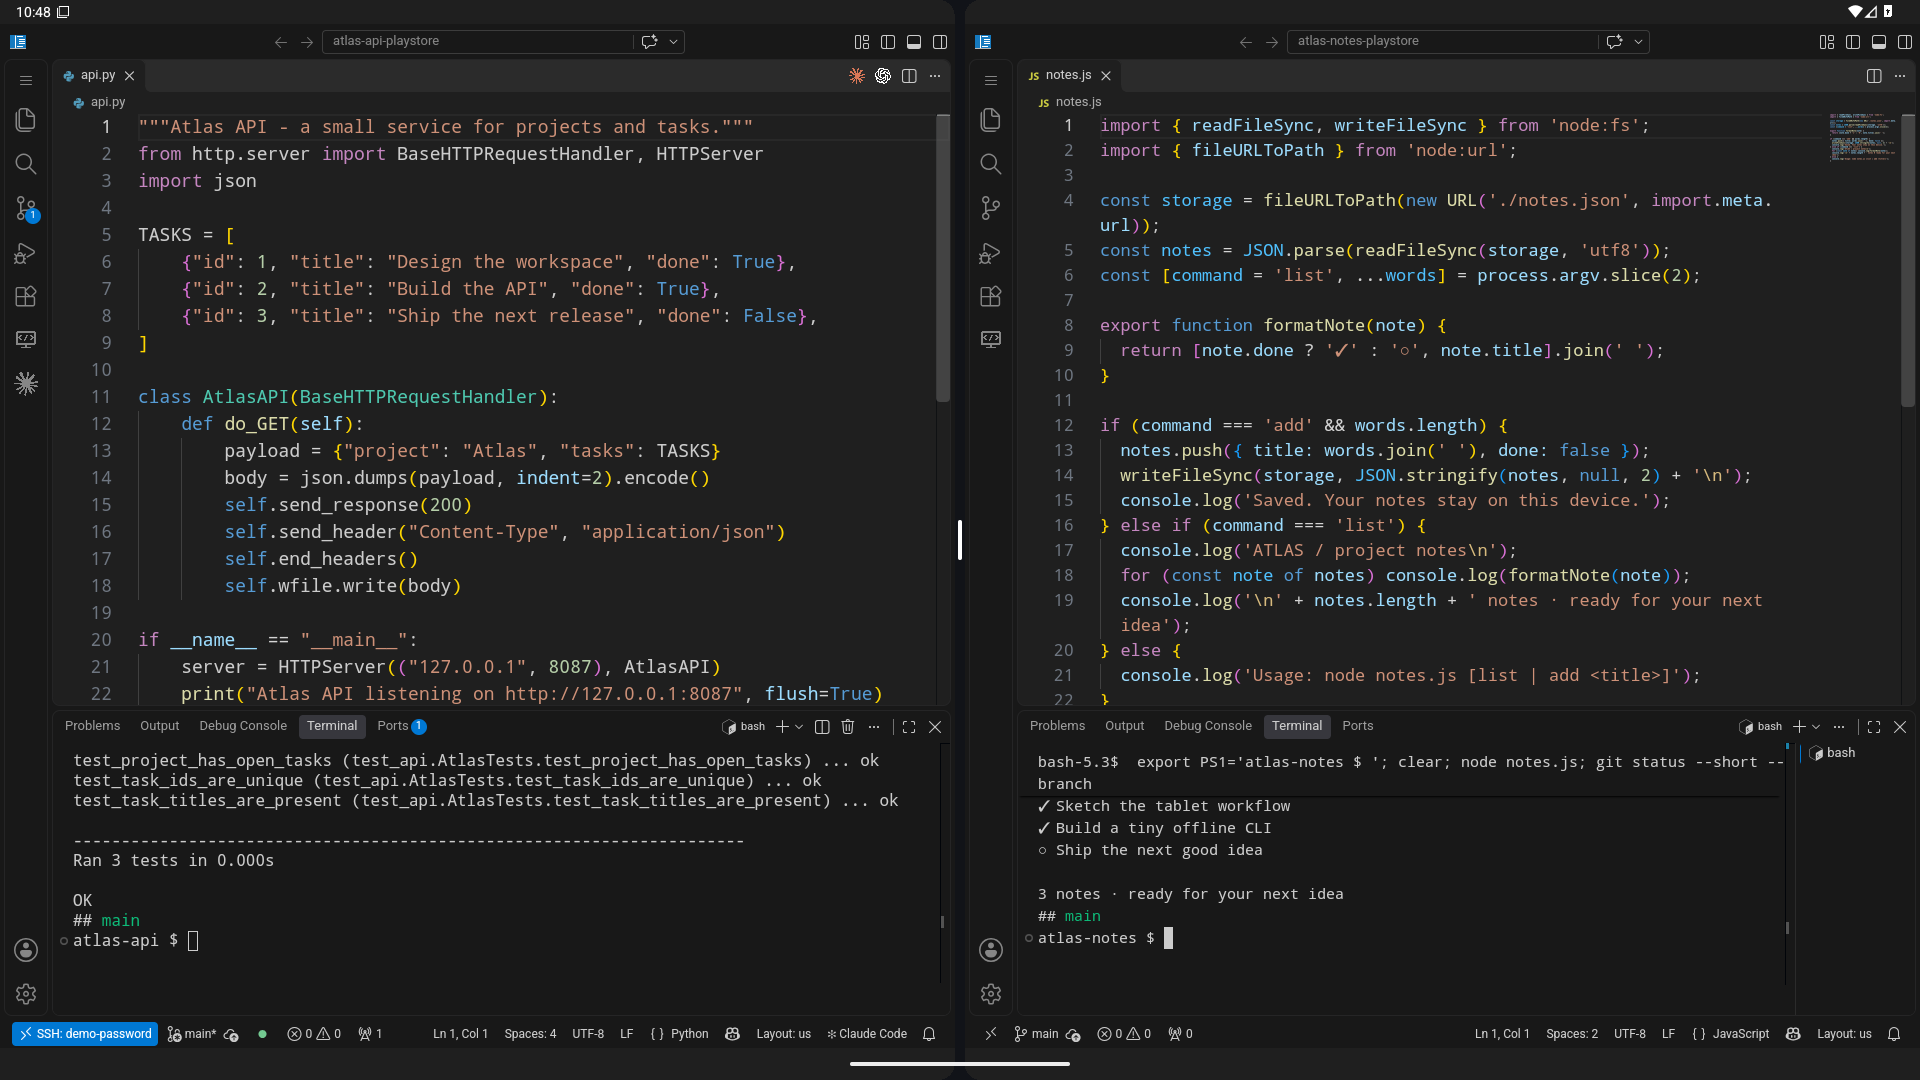 10:48
atlas-api-playstore
api.py
api.py
1 """Atlas API - a small service for projects and tasks."""
2 from http.server import BaseHTTPRequestHandler, HTTPServer
3 import json
4
5 TASKS = [
6 {"id": 1, "title": "Design the workspace", "done": True},
7 {"id": 2, "title": "Build the API", "done": True},
8 {"id": 3, "title": "Ship the next release", "done": False},
9 ]
10
11 class AtlasAPI(BaseHTTPRequestHandler):
12 def do_GET(self):
13 payload = {"project": "Atlas", "tasks": TASKS}
14 body = json.dumps(payload, indent=2).encode()
15 self.send_response(200)
16 self.send_header("Content-Type", "application/json")
17 self.end_headers()
18 self.wfile.write(body)
19
20 if __name__ == "__main__":
21 server = HTTPServer(("127.0.0.1", 8087), AtlasAPI)
22 print("Atlas API listening on http://127.0.0.1:8087", flush=True)
1
Problems Output Debug Console Terminal Ports 1
bash
test_project_has_open_tasks (test_api.AtlasTests.test_project_has_open_tasks) ... ok
test_task_ids_are_unique (test_api.AtlasTests.test_task_ids_are_unique) ... ok
test_task_titles_are_present (test_api.AtlasTests.test_task_titles_are_present) ... ok
----------------------------------------------------------------------
Ran 3 tests in 0.000s
OK
## main
atlas-api $
SSH: demo-password main* 0 0 1 Ln 1, Col 1 Spaces: 4 UTF-8 LF { } Python Layout: us Claude Code
atlas-notes-playstore
JS notes.js
JS notes.js
1 import { readFileSync, writeFileSync } from 'node:fs';
2 import { fileURLToPath } from 'node:url';
3
4 const storage = fileURLToPath(new URL('./notes.json', import.meta.
url));
5 const notes = JSON.parse(readFileSync(storage, 'utf8'));
6 const [command = 'list', ...words] = process.argv.slice(2);
7
8 export function formatNote(note) {
9 return [note.done ? '✓' : '○', note.title].join(' ');
10 }
11
12 if (command === 'add' && words.length) {
13 notes.push({ title: words.join(' '), done: false });
14 writeFileSync(storage, JSON.stringify(notes, null, 2) + '\n');
15 console.log('Saved. Your notes stay on this device.');
16 } else if (command === 'list') {
17 console.log('ATLAS / project notes\n');
18 for (const note of notes) console.log(formatNote(note));
19 console.log('\n' + notes.length + ' notes · ready for your next
idea');
20 } else {
21 console.log('Usage: node notes.js [list | add <title>]');
22 }
Problems Output Debug Console Terminal Ports
bash
bash
bash-5.3$ export PS1='atlas-notes $ '; clear; node notes.js; git status --short --
branch
✓ Sketch the tablet workflow
✓ Build a tiny offline CLI
○ Ship the next good idea
3 notes · ready for your next idea
## main
atlas-notes $
main 0 0 0 Ln 1, Col 1 Spaces: 2 UTF-8 LF { } JavaScript Layout: us